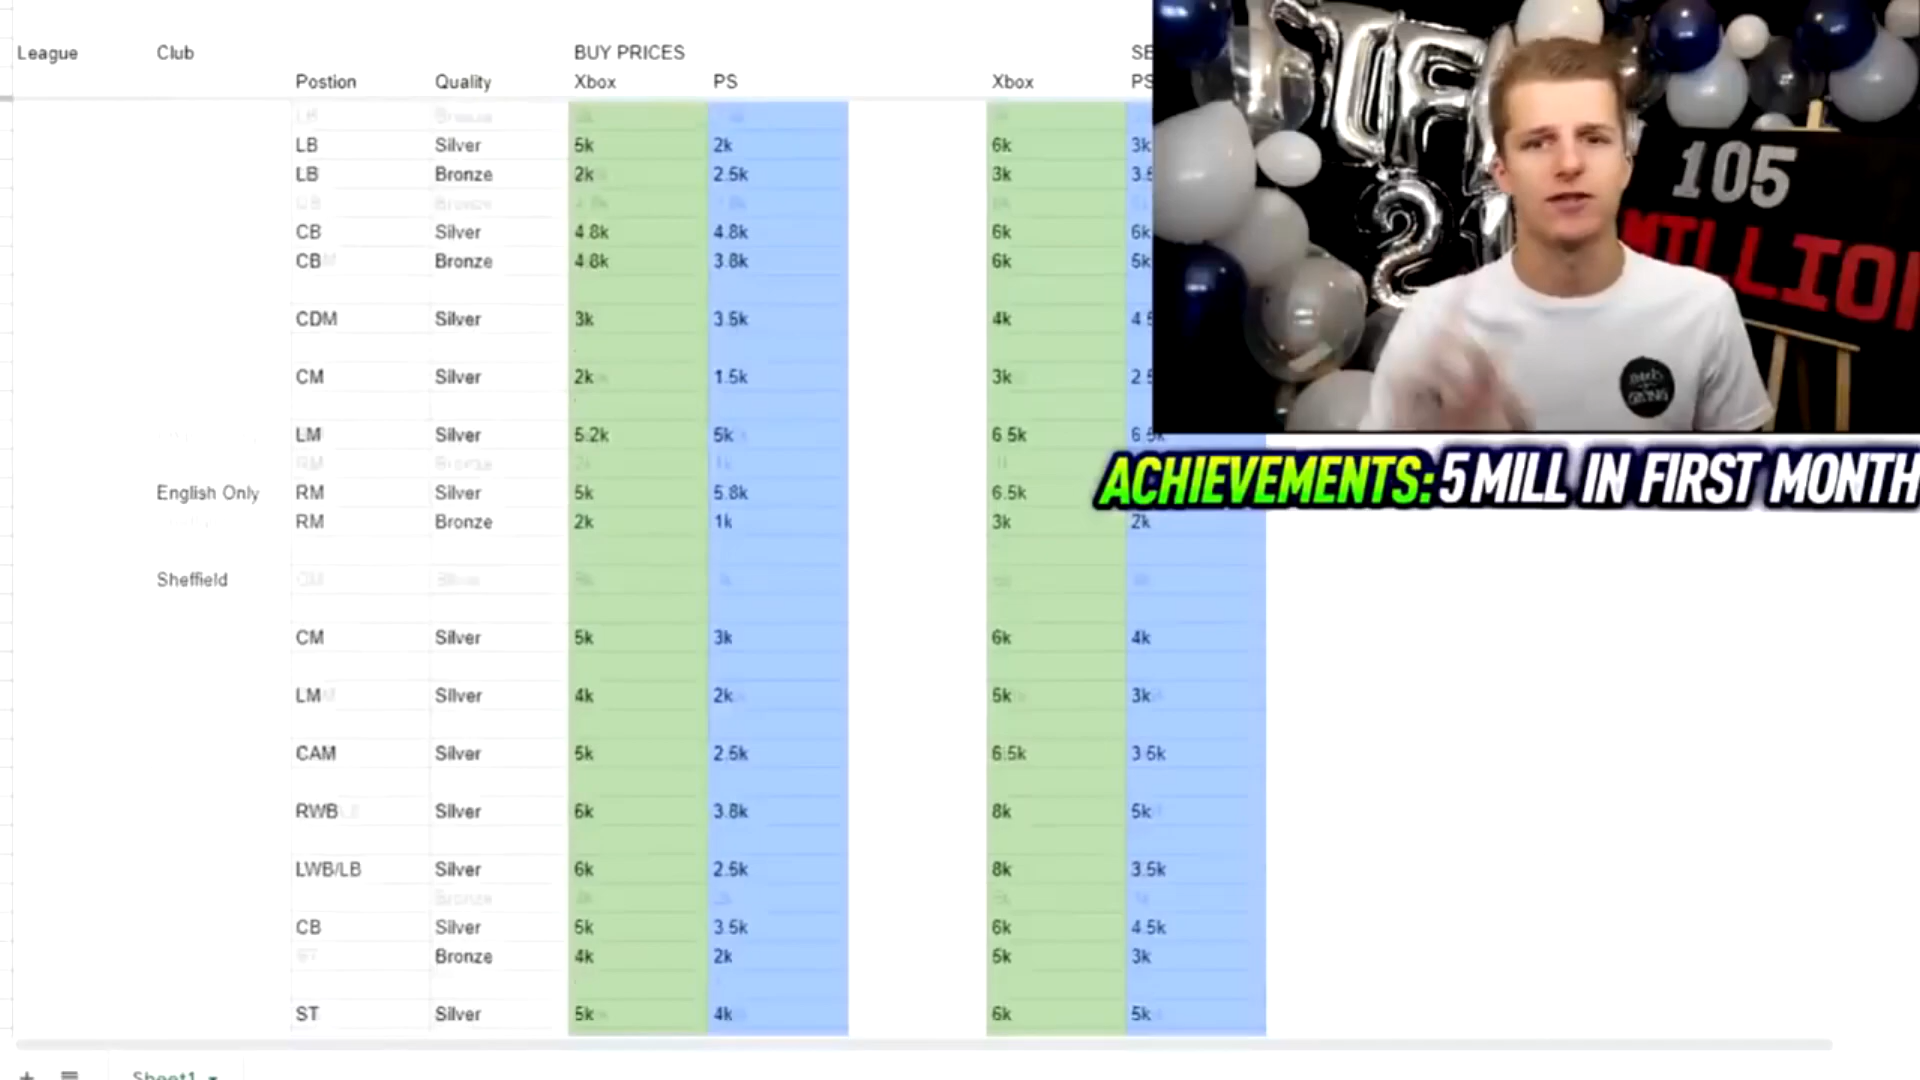 League Club BUY PRICES
Postion Quality Xbox PS Xbox PS
LB Silver 5k 2k 6k 3k
LB Bronze 2k 2.5k 3k
CB Silver 4.8k 4.8k 6k 6k
CB Bronze 4.8k 3.8k 6k 5k
CDM Silver 3k 3.5k 4k
CM Silver 2k 1.5k 3k
LM Silver 5.2k 5k 6.5k
English Only RM Silver 5k 5.8k 6.5k
RM Bronze 2k 1k 3k 2k
Sheffield
CM Silver 5k 3k 6k 4k
LM Silver 4k 2k 5k 3k
CAM Silver 5k 2.5k 6.5k 3.5k
RWB Silver 6k 3.8k 8k 5k
LWB/LB Silver 6k 2.5k 8k 3.5k
CB Silver 5k 3.5k 6k 4.5k
Bronze 4k 2k 5k 3k
ST Silver 5k 4k 6k 5k
Sheet1
105
MILLION
21
ACHIEVEMENTS: 5 MILL IN FIRST MONTH